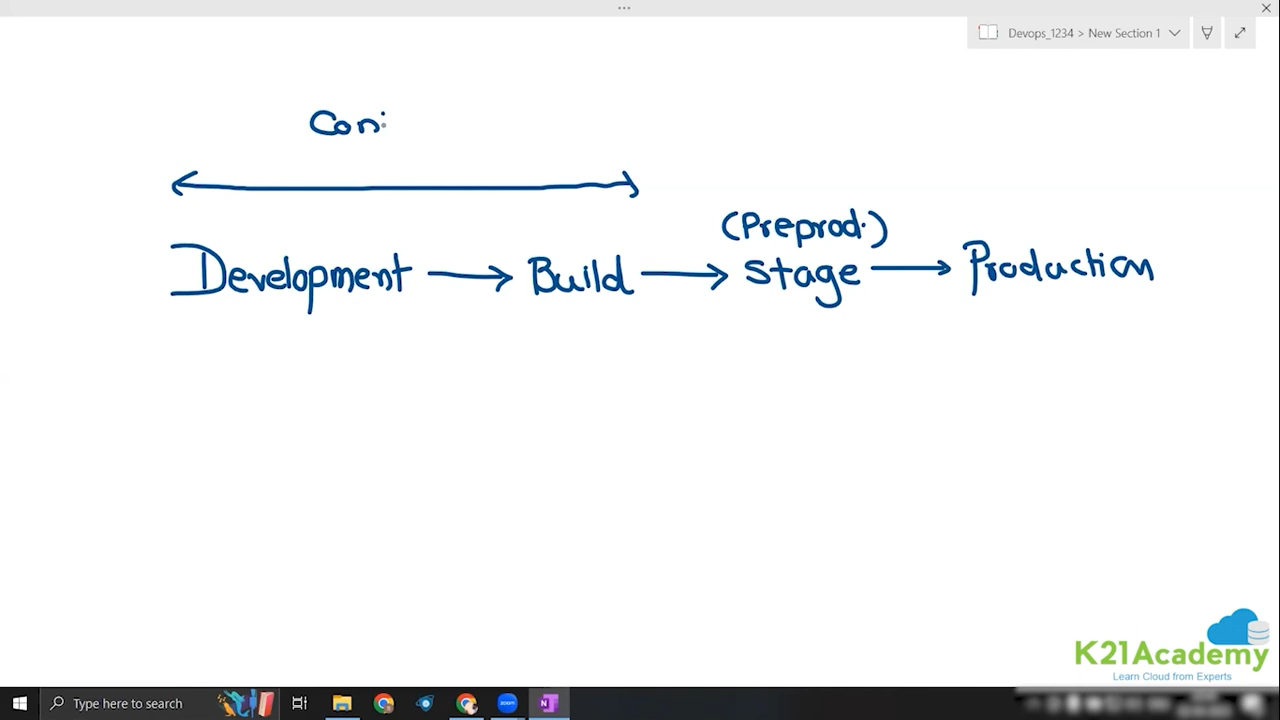 Devops_1234 > New Section 1
Con
(Preprod.)
Development → Build → Stage → Production
K21Academy
Learn Cloud from Experts
Type here to search
zoom
N